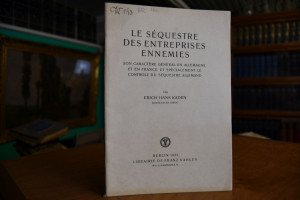 LE SÉQUESTRE
DES ENTREPRISES
ENNEMIES
SON CARACTÈRE GÉNÉRAL EN ALLEMAGNE
ET EN FRANCE, ET SPÉCIALEMENT LE
CONTRÔLE DU SÉQUESTRE ALLEMAND
PAR
ERICH HANS KADEN
BERLIN
LIBRAIRIE DE FRANZ VAHLEN